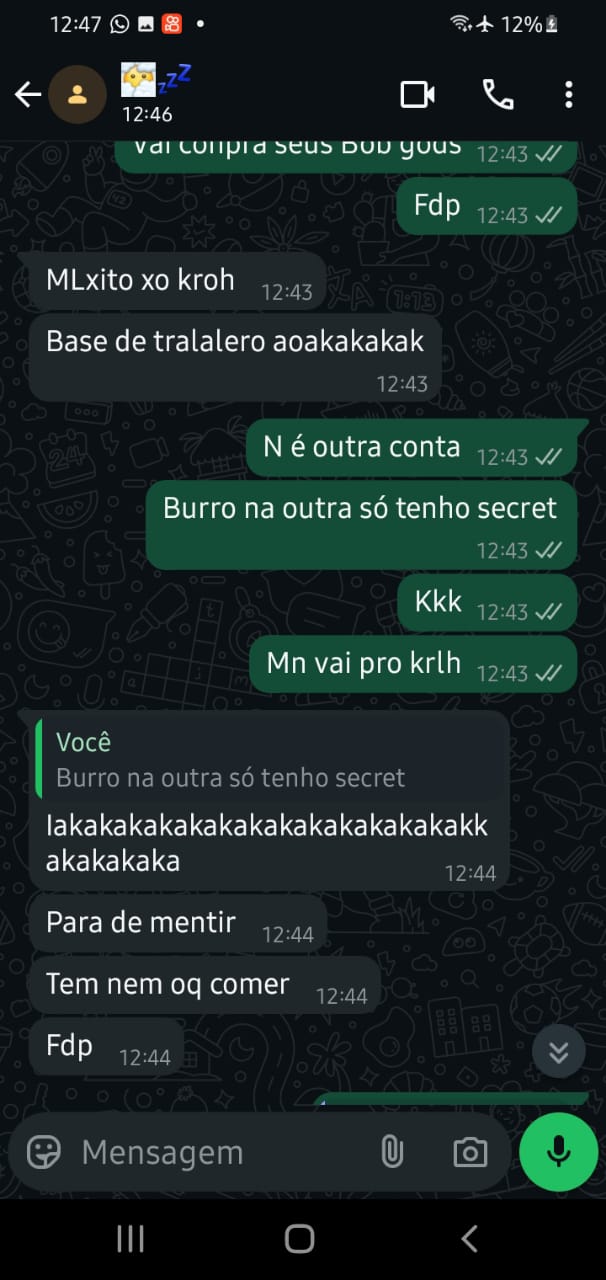 12:47
12%
zzZ
12:46
Vai compra seus Bob gods 12:43
Fdp 12:43
MLxito xo kroh 12:43
Base de tralalero aoakakakak
12:43
N é outra conta 12:43
Burro na outra só tenho secret
12:43
Kkk 12:43
Mn vai pro krlh 12:43
Você
Burro na outra só tenho secret
Iakakakakakakakakakakakakakakk
akakakaka 12:44
Para de mentir 12:44
Tem nem oq comer 12:44
Fdp 12:44
Mensagem